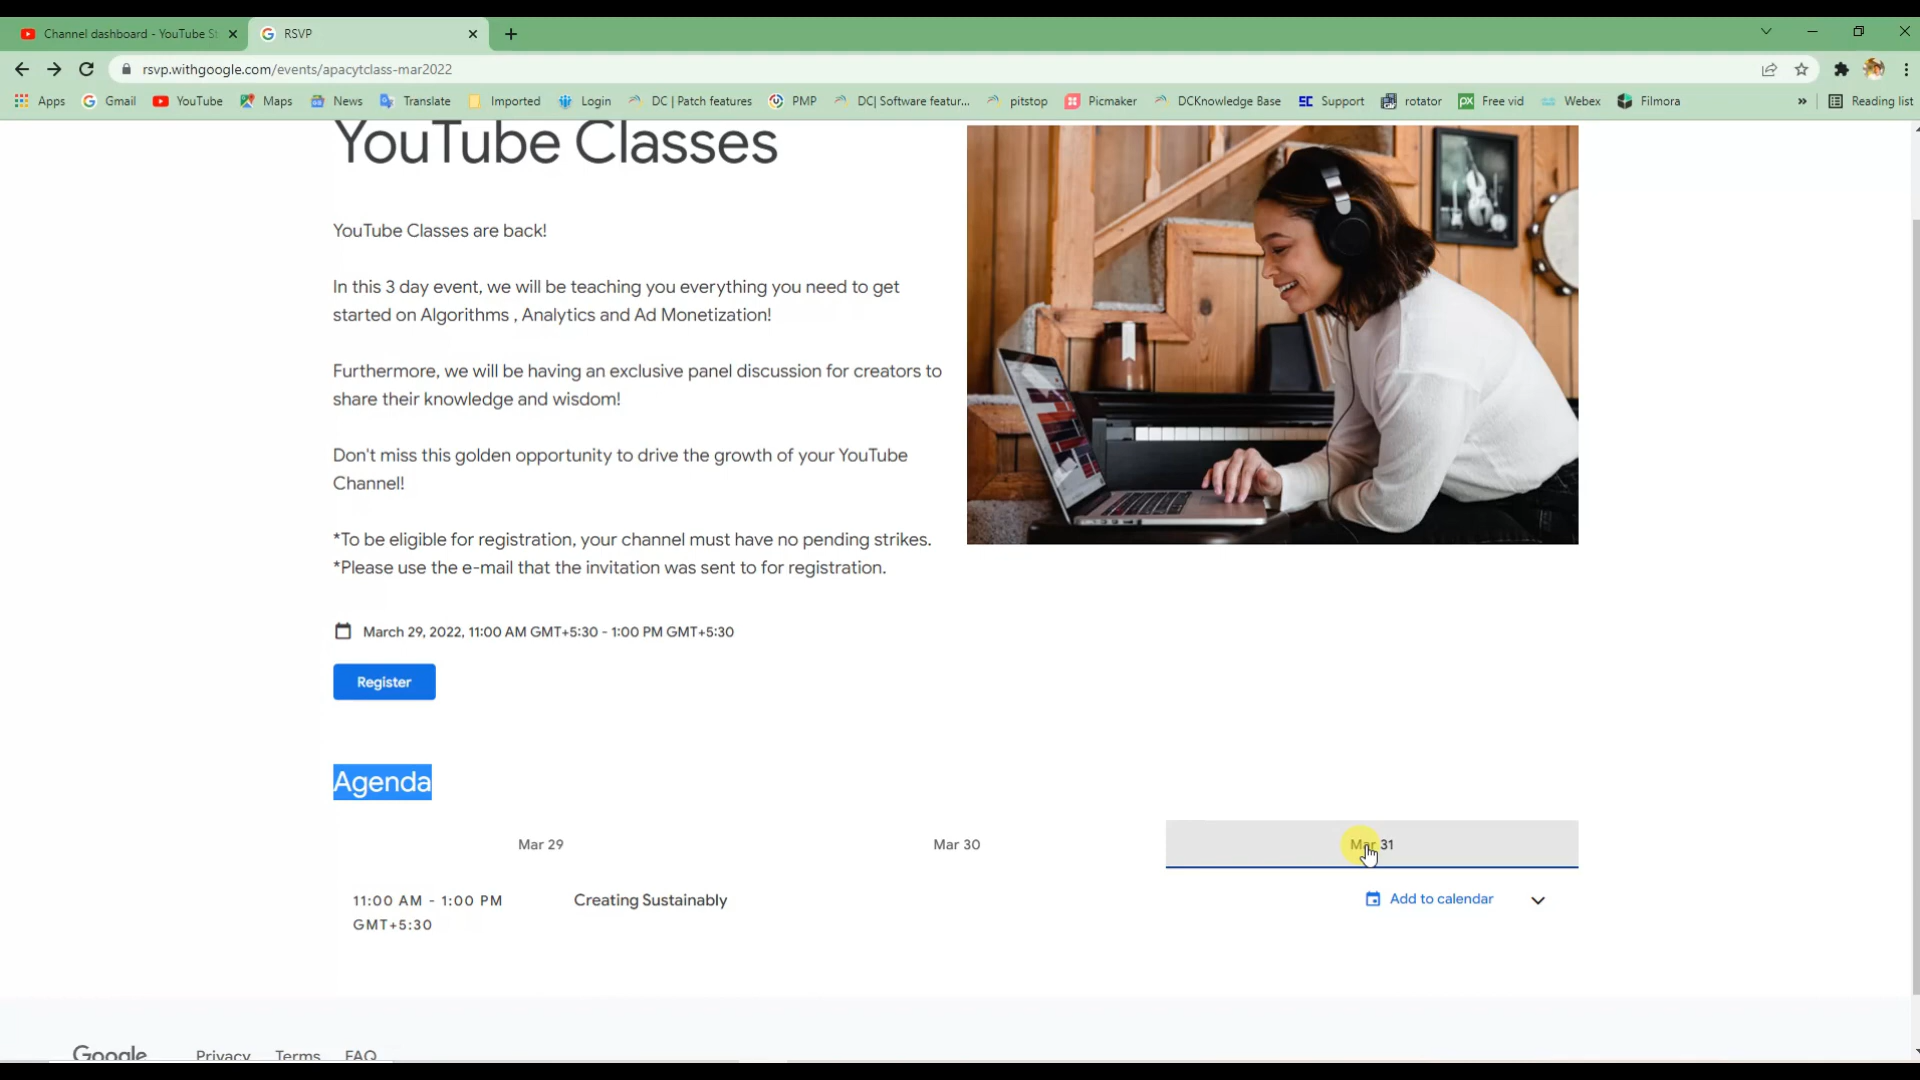 Channel dashboard - YouTube St
RSVP
rsvp.withgoogle.com/events/apacytclass-mar2022
Apps Gmail YouTube Maps News Translate Imported Login DC | Patch features PMP DC| Software featur... pitstop Picmaker DCKnowledge Base Support rotator Free vid Webex Filmora » Reading list
YouTube Classes
YouTube Classes are back!
In this 3 day event, we will be teaching you everything you need to get
started on Algorithms , Analytics and Ad Monetization!
Furthermore, we will be having an exclusive panel discussion for creators to
share their knowledge and wisdom!
Don't miss this golden opportunity to drive the growth of your YouTube
Channel!
*To be eligible for registration, your channel must have no pending strikes.
*Please use the e-mail that the invitation was sent to for registration.
March 29, 2022, 11:00 AM GMT+5:30 - 1:00 PM GMT+5:30
Register
Agenda
Mar 29 Mar 30 Mar 31
11:00 AM - 1:00 PM Creating Sustainably Add to calendar
GMT+5:30
Google Privacy Terms FAQ